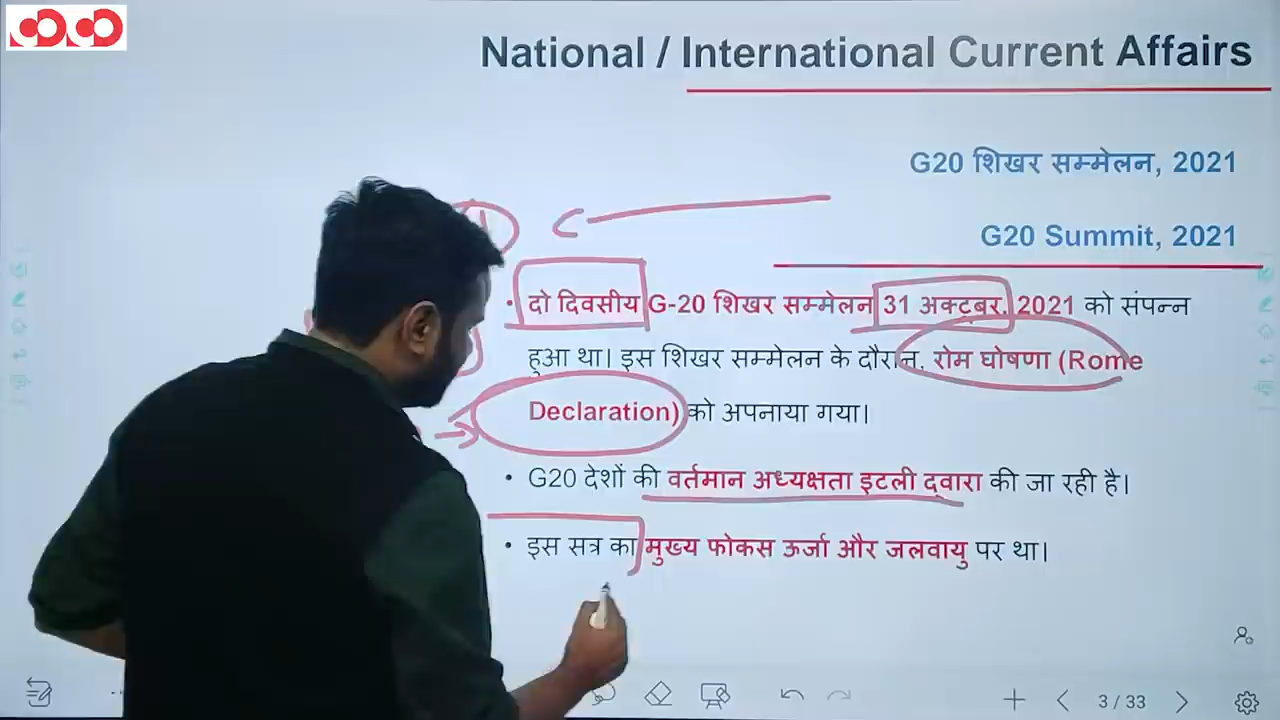 National / International Current Affairs
G20 शिखर सम्मेलन, 2021
G20 Summit, 2021
• दो दिवसीय G-20 शिखर सम्मेलन 31 अक्टूबर, 2021 को संपन्न
हुआ था। इस शिखर सम्मेलन के दौरान, रोम घोषणा (Rome
Declaration) को अपनाया गया।
• G20 देशों की वर्तमान अध्यक्षता इटली द्वारा की जा रही है।
• इस सत्र का मुख्य फोकस ऊर्जा और जलवायु पर था।
3 / 33